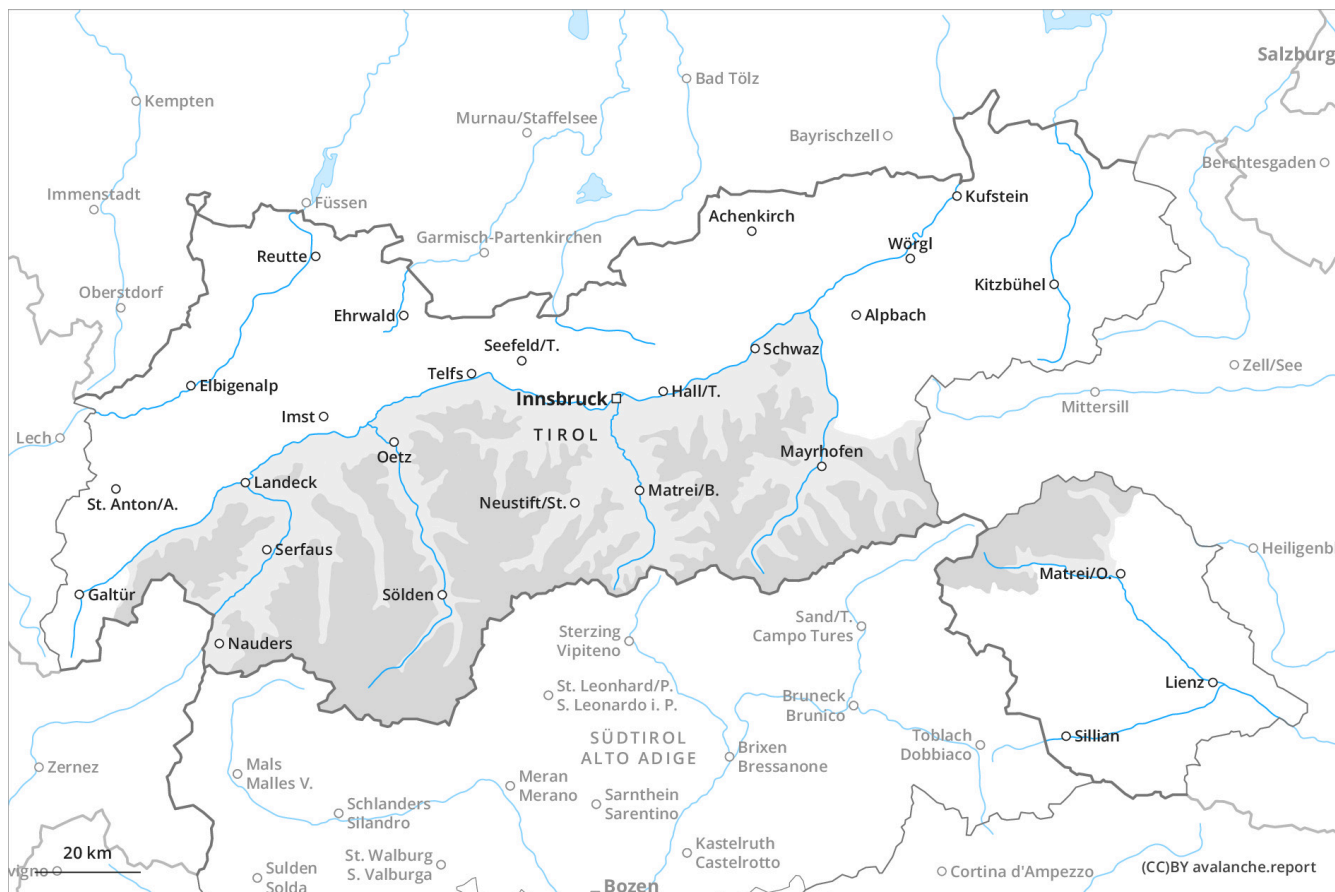 Salzburg
Bad Tölz
Kempten
Murnau/Staffelsee
Bayrischzell
Berchtesgaden
Immenstadt
Füssen
Kufstein
Achenkirch
Garmisch-Partenkirchen
Wörgl
Reutte
Kitzbühel
Oberstdorf
Ehrwald
Alpbach
Seefeld/T.
Schwaz
Zell/See
Telfs
Elbigenalp
Hall/T.
Innsbruck
Mittersill
Imst
Lech
TIROL
Oetz
Mayrhofen
Landeck
Matrei/B.
St. Anton/A.
Neustift/St.
Serfaus
Heiligenb
Matrei/O.
Galtür
Sölden
Sand/T.
Campo Tures
Nauders
Sterzing
Vipiteno
Lienz
St. Leonhard/P.
S. Leonardo i. P.
Bruneck
Brunico
Sillian
SÜDTIROL
ALTO ADIGE
Toblach
Dobbiaco
Brixen
Bressanone
Zernez
Mals
Malles V.
Meran
Merano
Schlanders
Silandro
Sarnthein
Sarentino
Kastelruth
Castelrotto
20 km
St. Walburg
S. Valburga
vigno
Sulden
Solda
Cortina d'Ampezzo
(CC)BY avalanche.report
Bozen